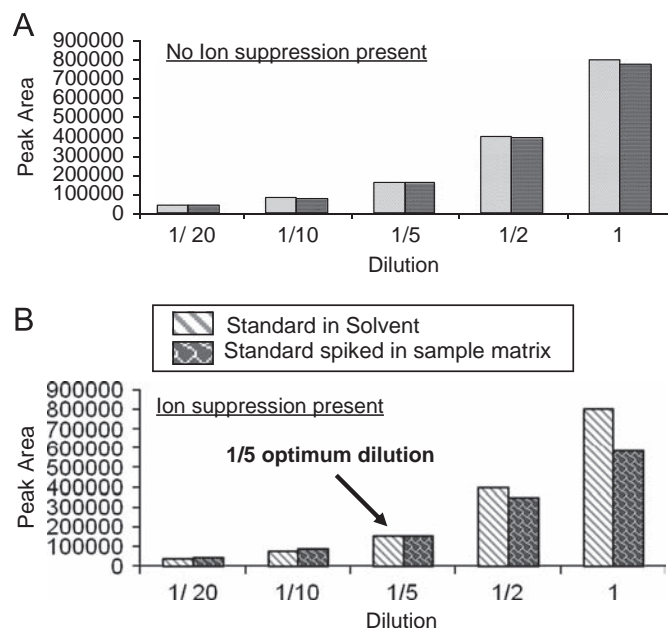 A
No Ion suppression present
Peak Area
900000
800000
700000
600000
500000
400000
300000
200000
100000
0
1/ 20
1/10
1/5
1/2
1
Dilution
B
Standard in Solvent
Standard spiked in sample matrix
Ion suppression present
1/5 optimum dilution
Peak Area
900000
800000
700000
600000
500000
400000
300000
200000
100000
0
1/ 20
1/10
1/5
1/2
1
Dilution